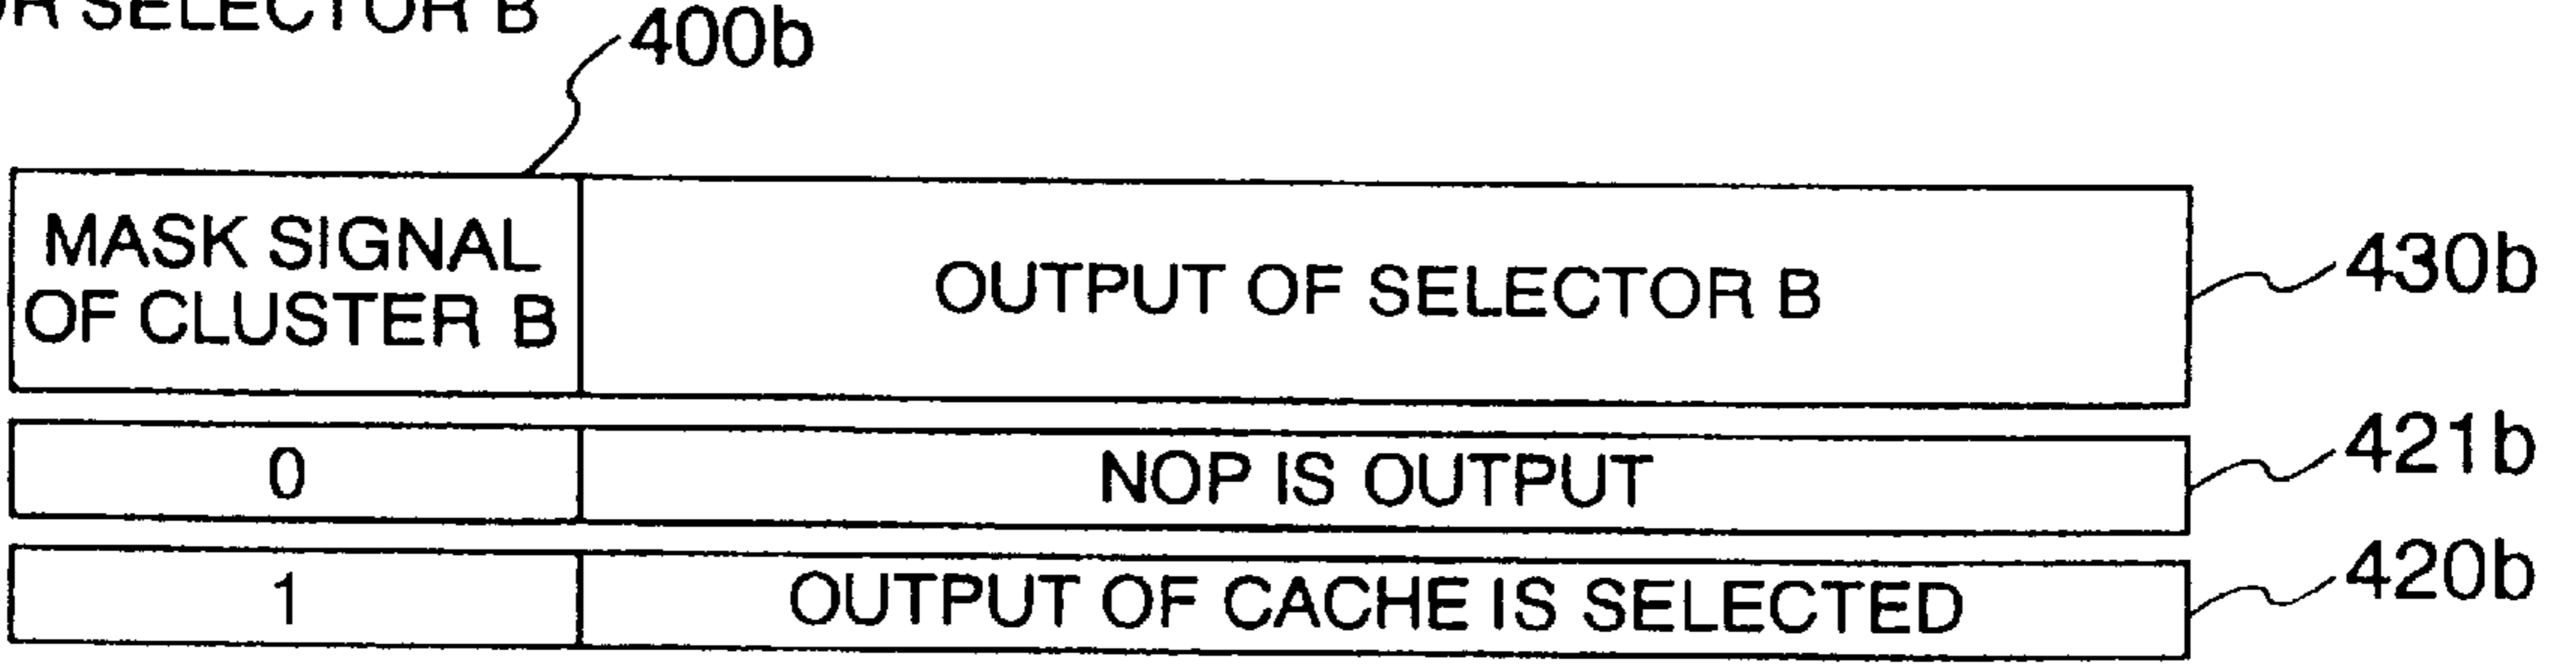 SELECTOR B
400b
MASK SIGNAL
OF CLUSTER B
OUTPUT OF SELECTOR B
430b
0
NOP IS OUTPUT
421b
1
OUTPUT OF CACHE IS SELECTED
420b